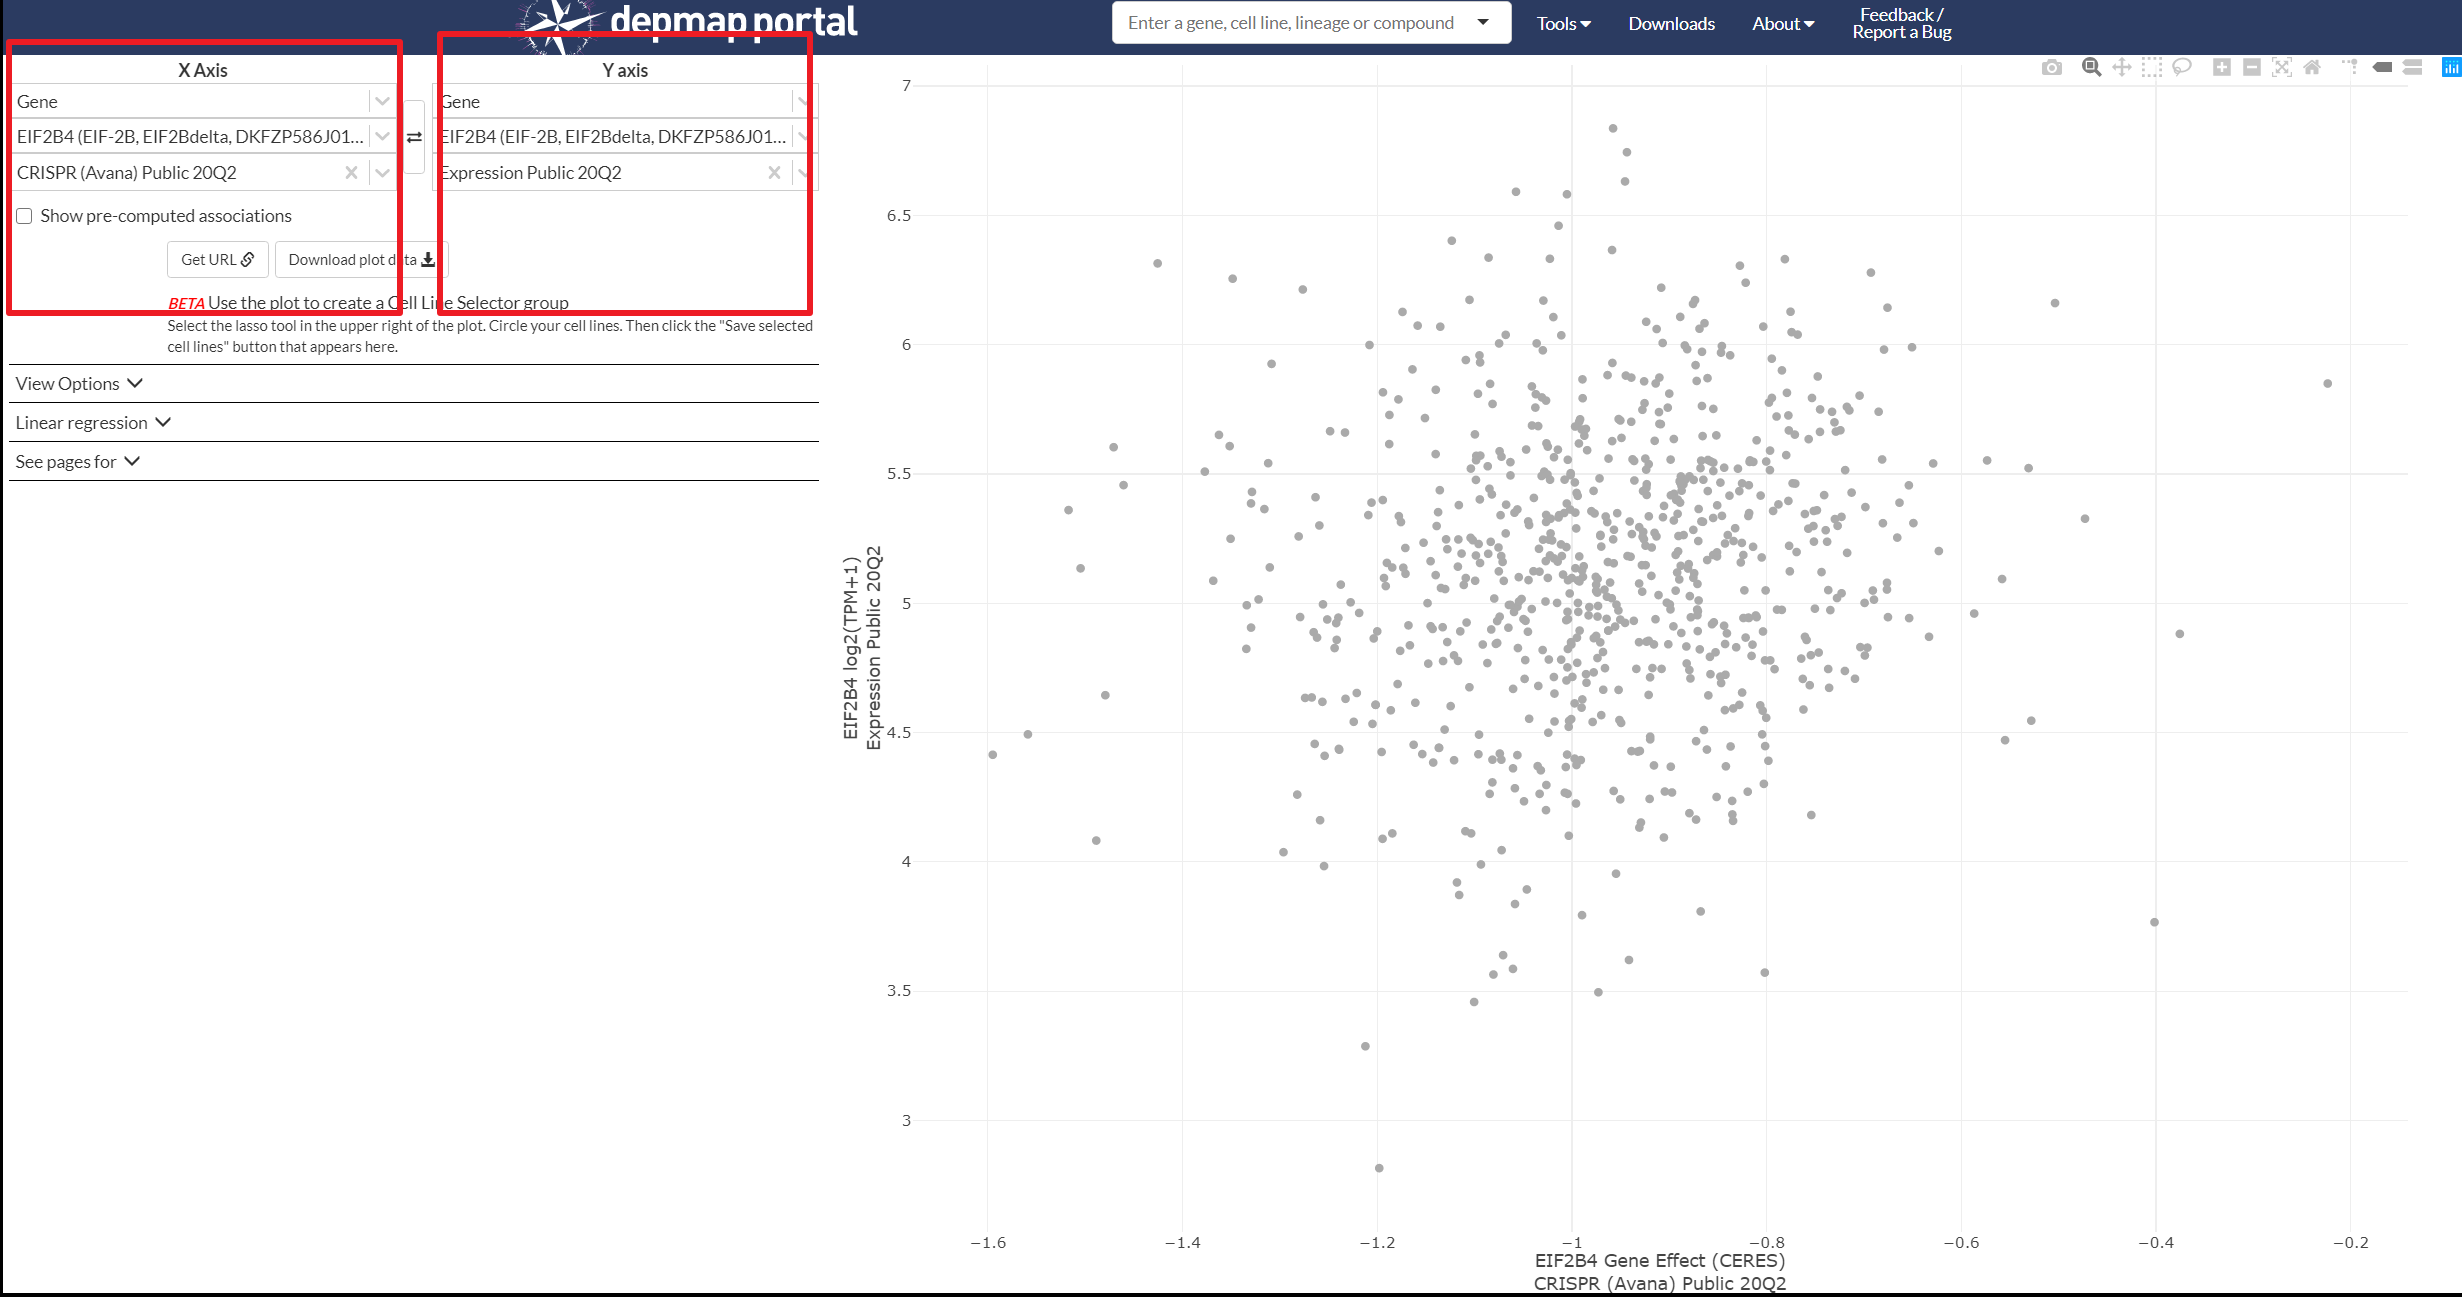 depmap portal
Enter a gene, cell line, lineage or compound
Tools
Downloads
About
Feedback /
Report a Bug
X Axis
Gene
EIF2B4 (EIF-2B, EIF2Bdelta, DKFZP586J01...
CRISPR (Avana) Public 20Q2
Show pre-computed associations
Y axis
Gene
EIF2B4 (EIF-2B, EIF2Bdelta, DKFZP586J01...
Expression Public 20Q2
Get URL
Download plot data
BETA Use the plot to create a Cell Line Selector group
Select the lasso tool in the upper right of the plot. Circle your cell lines. Then click the "Save selected
cell lines" button that appears here.
View Options
Linear regression
See pages for
EIF2B4 log2(TPM+1)
Expression Public 20Q2
7
6.5
6
5.5
5
4.5
4
3.5
3
−1.6
−1.4
−1.2
−1
−0.8
−0.6
−0.4
−0.2
EIF2B4 Gene Effect (CERES)
CRISPR (Avana) Public 20Q2